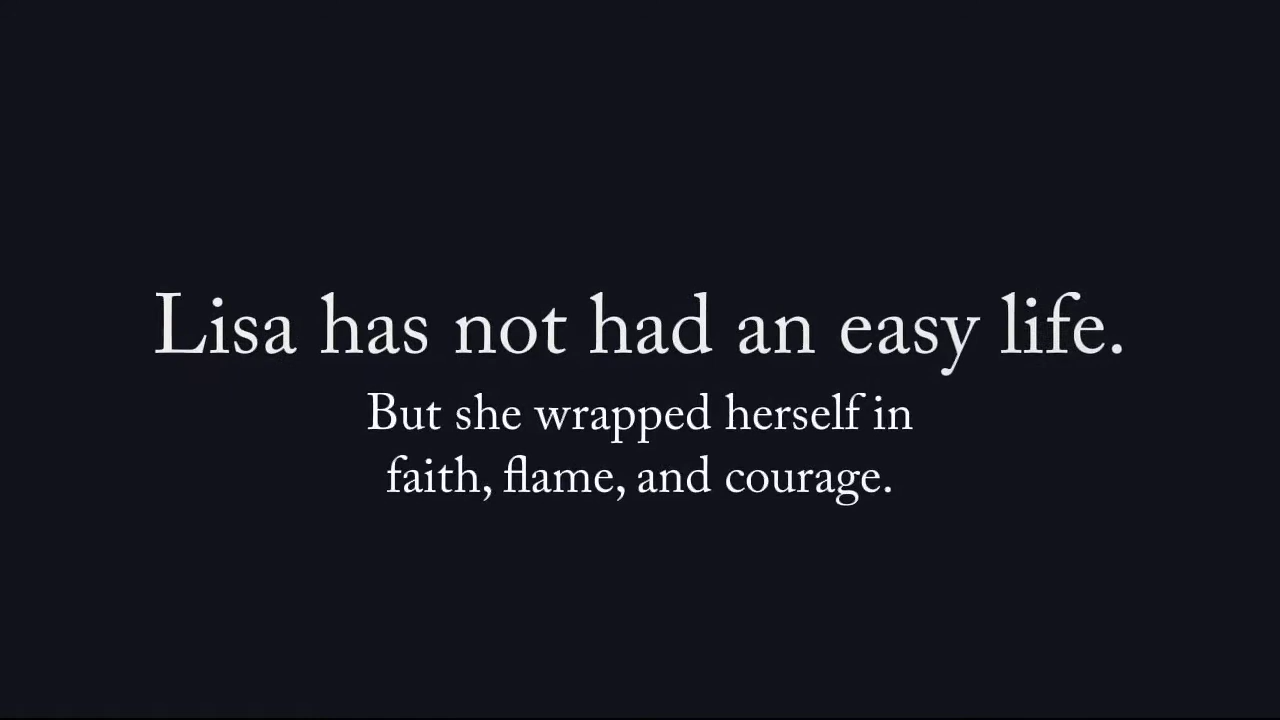 Lisa has not had an easy life.
But she wrapped herself in
faith, flame, and courage.